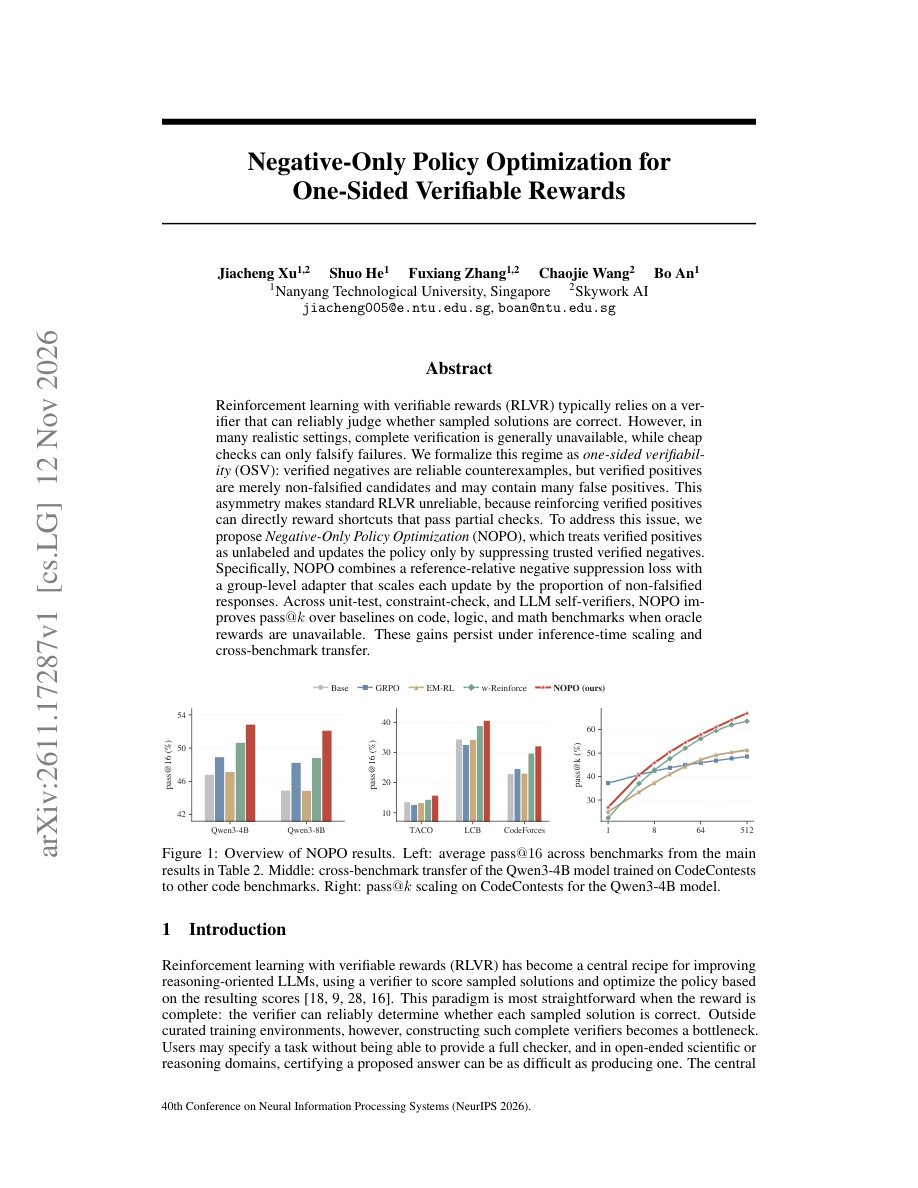 arXiv:2611.17287v1 [cs.LG] 12 Nov 2026
Negative-Only Policy Optimization for
One-Sided Verifiable Rewards
Jiacheng Xu1,2 Shuo He1 Fuxiang Zhang1,2 Chaojie Wang2 Bo An1
1Nanyang Technological University, Singapore 2Skywork AI
jiacheng005@e.ntu.edu.sg, boan@ntu.edu.sg
Abstract
Reinforcement learning with verifiable rewards (RLVR) typically relies on a ver-
ifier that can reliably judge whether sampled solutions are correct. However, in
many realistic settings, complete verification is generally unavailable, while cheap
checks can only falsify failures. We formalize this regime as one-sided verifiabil-
ity (OSV): verified negatives are reliable counterexamples, but verified positives
are merely non-falsified candidates and may contain many false positives. This
asymmetry makes standard RLVR unreliable, because reinforcing verified positives
can directly reward shortcuts that pass partial checks. To address this issue, we
propose Negative-Only Policy Optimization (NOPO), which treats verified positives
as unlabeled and updates the policy only by suppressing trusted verified negatives.
Specifically, NOPO combines a reference-relative negative suppression loss with
a group-level adapter that scales each update by the proportion of non-falsified
responses. Across unit-test, constraint-check, and LLM self-verifiers, NOPO im-
proves pass@k over baselines on code, logic, and math benchmarks when oracle
rewards are unavailable. These gains persist under inference-time scaling and
cross-benchmark transfer.
Base GRPO EM-RL w-Reinforce NOPO (ours)
pass@16 (%)
54
50
46
42
Qwen3-4B Qwen3-8B
pass@16 (%)
40
30
20
10
TACO LCB CodeForces
pass@k (%)
60
50
40
30
1 8 64 512
Figure 1: Overview of NOPO results. Left: average pass@16 across benchmarks from the main
results in Table 2. Middle: cross-benchmark transfer of the Qwen3-4B model trained on CodeContests
to other code benchmarks. Right: pass@k scaling on CodeContests for the Qwen3-4B model.
1 Introduction
Reinforcement learning with verifiable rewards (RLVR) has become a central recipe for improving
reasoning-oriented LLMs, using a verifier to score sampled solutions and optimize the policy based
on the resulting scores [18, 9, 28, 16]. This paradigm is most straightforward when the reward is
complete: the verifier can reliably determine whether each sampled solution is correct. Outside
curated training environments, however, constructing such complete verifiers becomes a bottleneck.
Users may specify a task without being able to provide a full checker, and in open-ended scientific or
reasoning domains, certifying a proposed answer can be as difficult as producing one. The central
40th Conference on Neural Information Processing Systems (NeurIPS 2026).